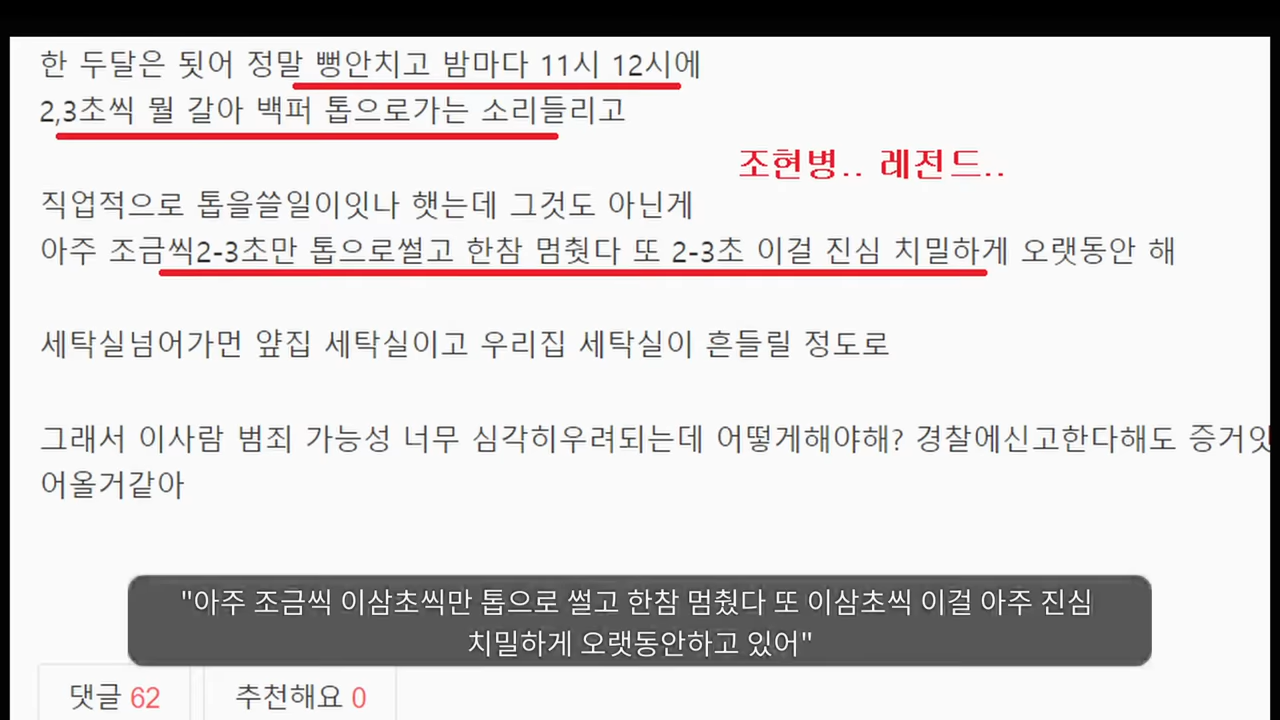 한 두달은 됫어 정말 뻥안치고 밤마다 11시 12시에
2,3초씩 뭘 갈아 백퍼 톱으로가는 소리들리고
조현병.. 레전드..
직업적으로 톱을쓸일이잇나 햇는데 그것도 아닌게
아주 조금씩2-3초만 톱으로썰고 한참 멈췃다 또 2-3초 이걸 진심 치밀하게 오랫동안 해
세탁실넘어가먼 앞집 세탁실이고 우리집 세탁실이 흔들릴 정도로
그래서 이사람 범죄 가능성 너무 심각히우려되는데 어떻게해야해? 경찰에신고한다해도 증거잇
어올거같아
"아주 조금씩 이삼초씩만 톱으로 썰고 한참 멈췄다 또 이삼초씩 이걸 아주 진심
치밀하게 오랫동안하고 있어"
댓글 62 추천해요 0